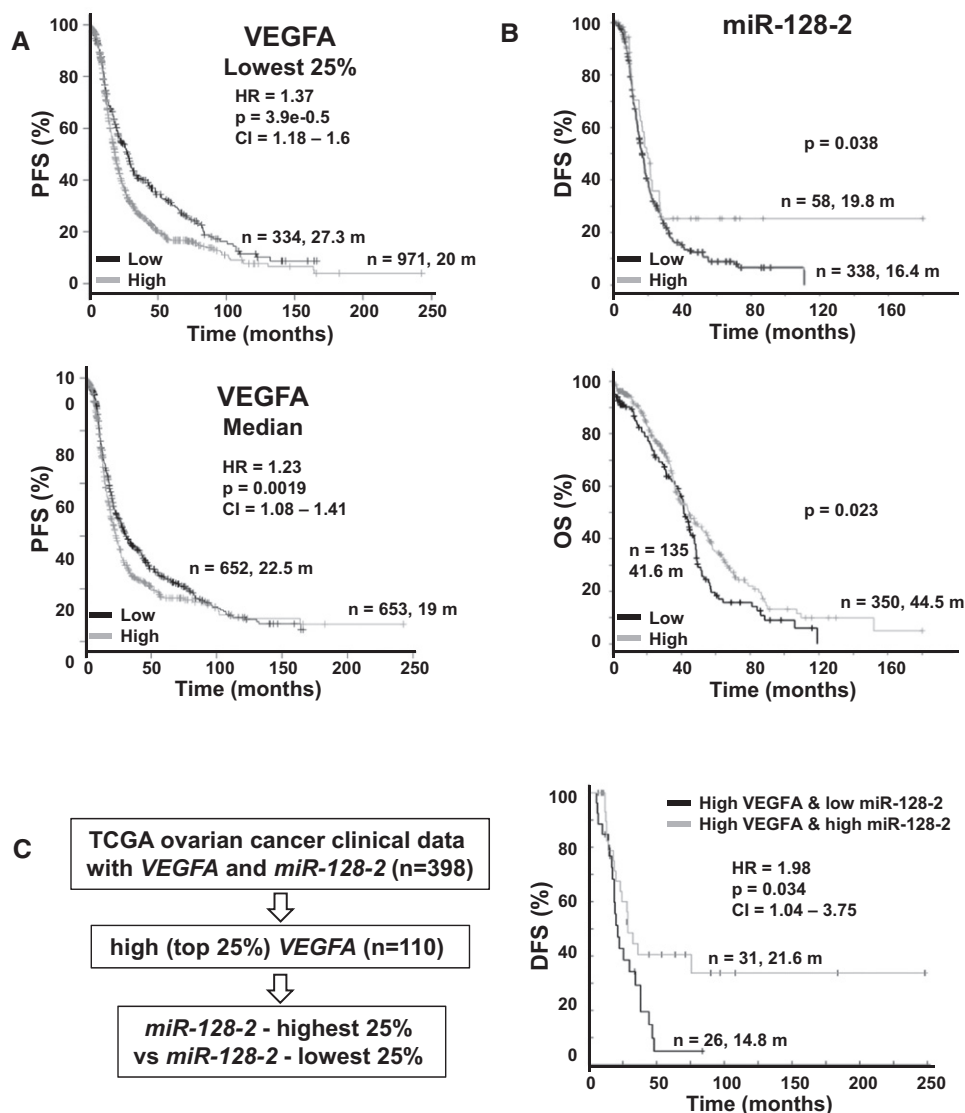 A
VEGFA
Lowest 25%
HR = 1.37
p = 3.9e-0.5
CI = 1.18 – 1.6
PFS (%)
100
80
60
40
20
0
n = 334, 27.3 m
n = 971, 20 m
Low
High
0 50 100 150 200 250
Time (months)
B
miR-128-2
p = 0.038
DFS (%)
100
80
60
40
20
0
n = 58, 19.8 m
n = 338, 16.4 m
Low
High
0 40 80 120 160
Time (months)
VEGFA
Median
HR = 1.23
p = 0.0019
CI = 1.08 – 1.41
PFS (%)
10
0
80
60
40
20
0
n = 652, 22.5 m
n = 653, 19 m
Low
High
0 50 100 150 200 250
Time (months)
p = 0.023
OS (%)
100
80
60
40
20
0
n = 135
41.6 m
n = 350, 44.5 m
Low
High
0 40 80 120 160
Time (months)
C
TCGA ovarian cancer clinical data
with VEGFA and miR-128-2 (n=398)
high (top 25%) VEGFA (n=110)
miR-128-2 - highest 25%
vs miR-128-2 - lowest 25%
High VEGFA & low miR-128-2
High VEGFA & high miR-128-2
HR = 1.98
p = 0.034
CI = 1.04 – 3.75
DFS (%)
100
80
60
40
20
0
n = 31, 21.6 m
n = 26, 14.8 m
0 50 100 150 200 250
Time (months)